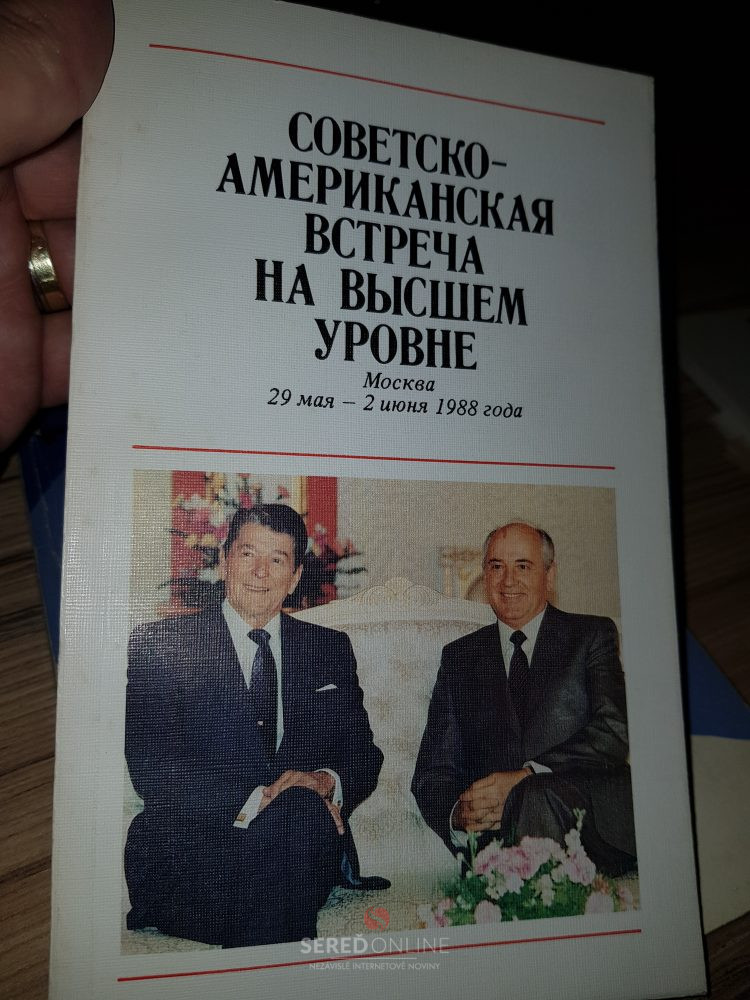 СОВЕТСКО-
АМЕРИКАНСКАЯ
ВСТРЕЧА
НА ВЫСШЕМ
УРОВНЕ
Москва
29 мая – 2 июня 1988 года
SEREĎONLINE
NEZÁVISLÉ INTERNETOVÉ NOVINY